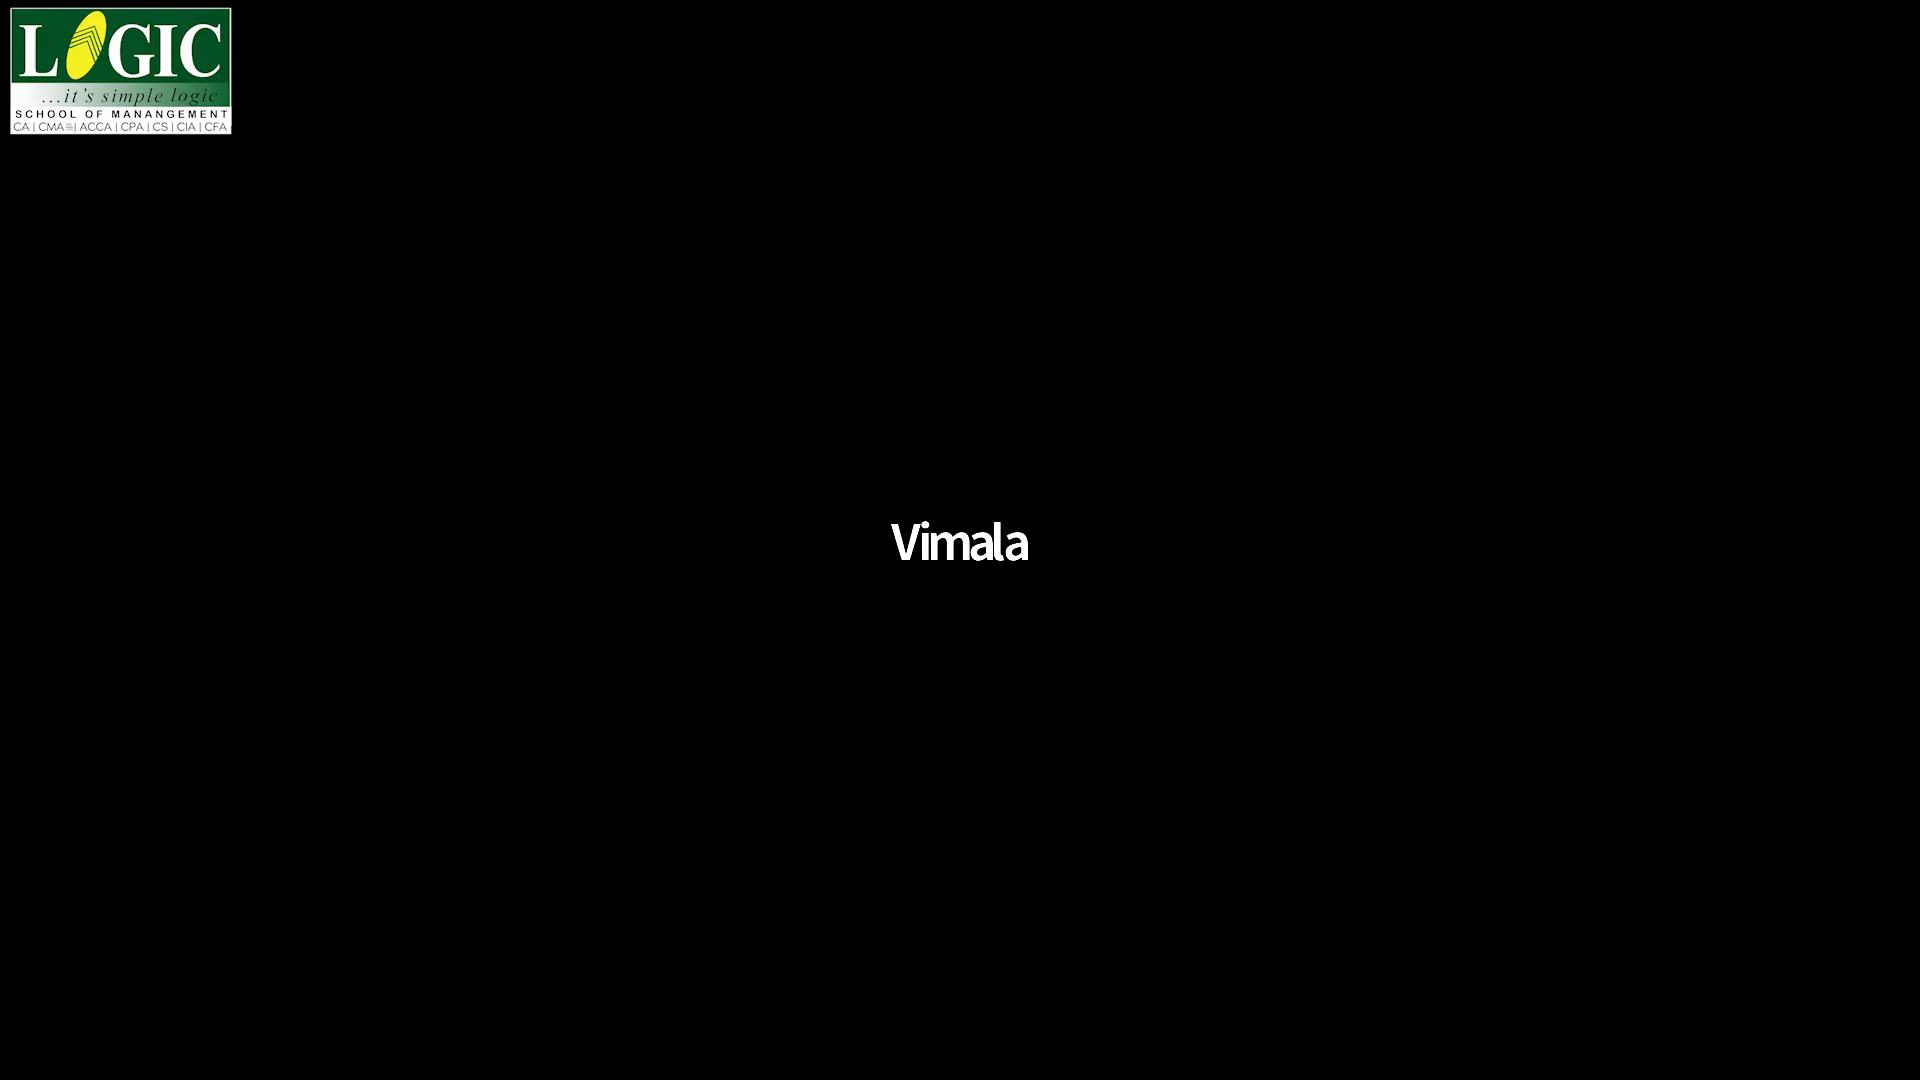 LOGIC
...it's simple logic
SCHOOL OF MANANGEMENT
CA | CMA | ACCA | CPA | CS | CIA | CFA
Vimala